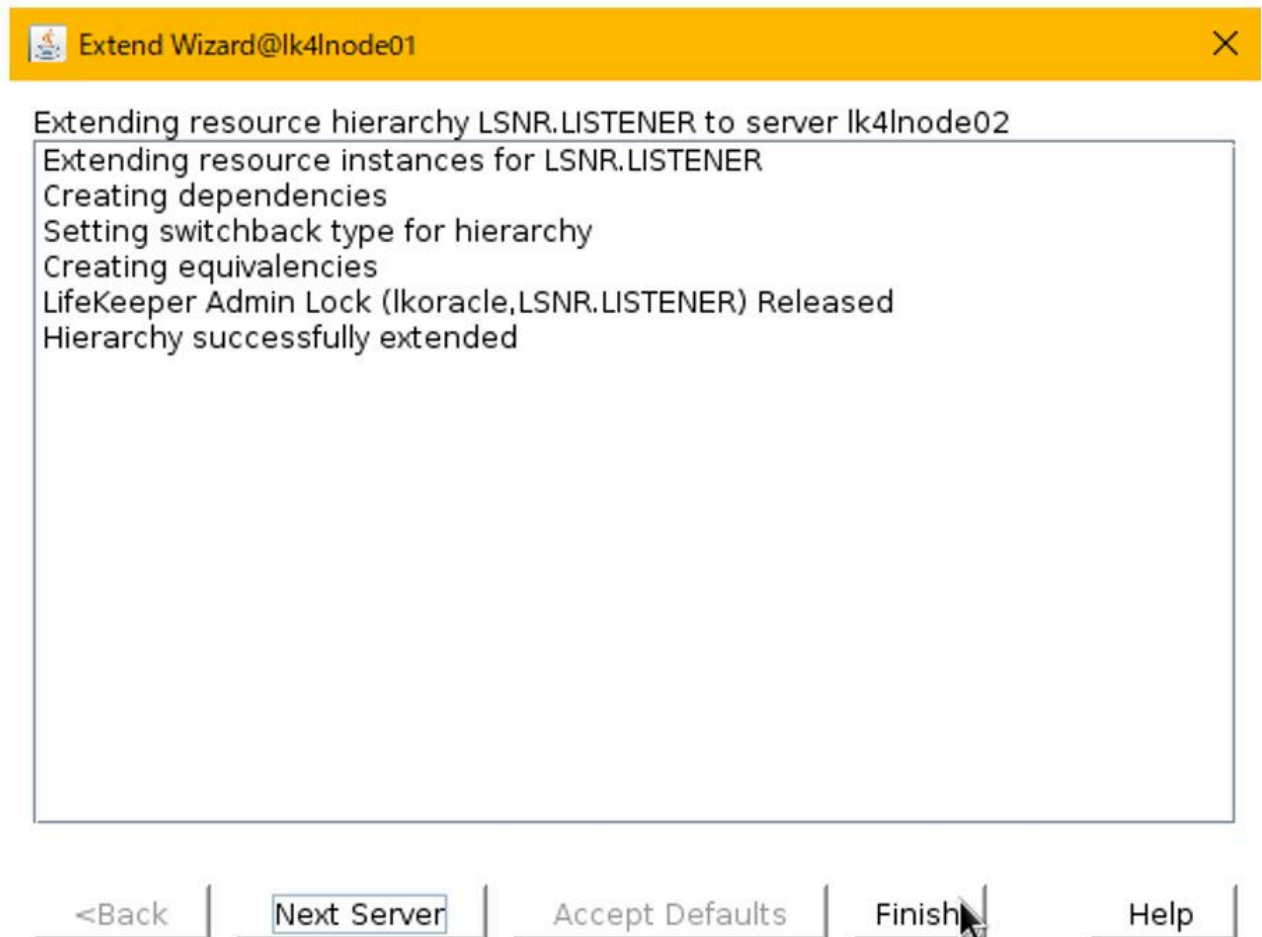 Extend Wizard@lk4lnode01
Extending resource hierarchy LSNR.LISTENER to server lk4lnode02
Extending resource instances for LSNR.LISTENER
Creating dependencies
Setting switchback type for hierarchy
Creating equivalencies
LifeKeeper Admin Lock (lkoracle,LSNR.LISTENER) Released
Hierarchy successfully extended
<Back Next Server Accept Defaults Finish Help